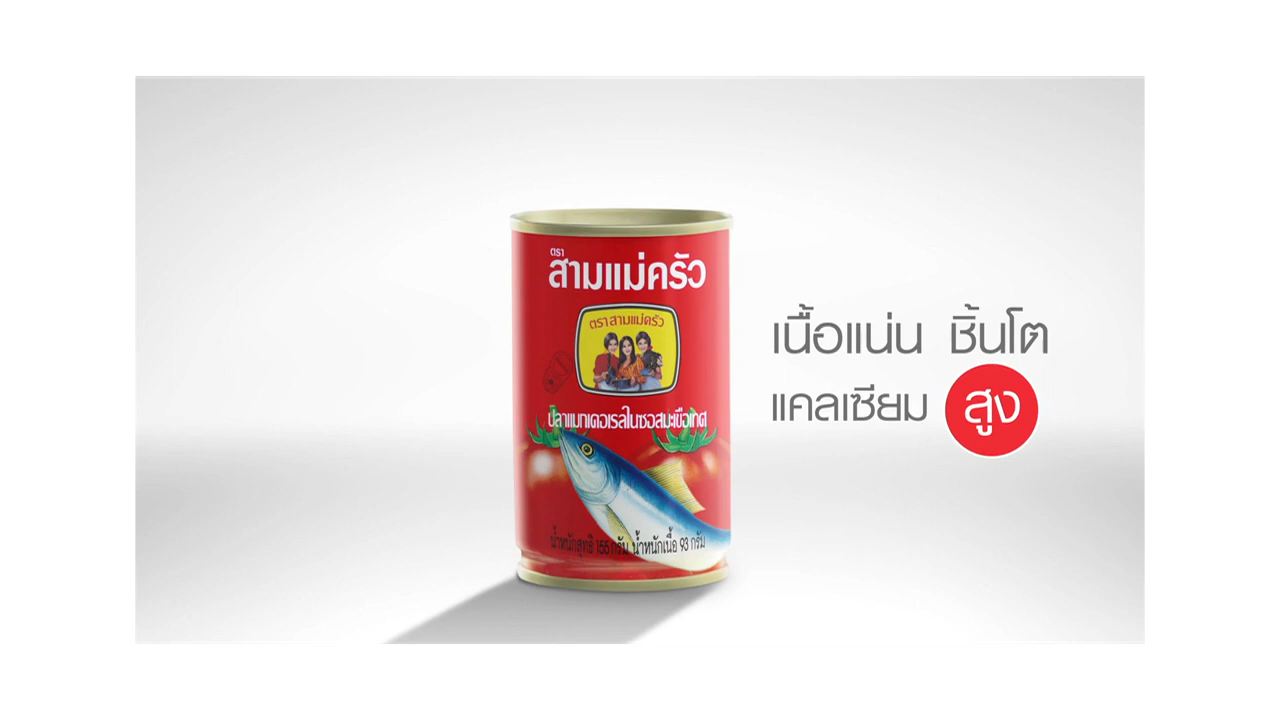 ตรา
สามแม่ครัว
ตราสามแม่ครัว
ปลาแมกเคอเรลในซอสมะเขือเทศ
น้ำหนักสุทธิ 155 กรัม น้ำหนักเนื้อ 93 กรัม
เนื้อแน่น ชิ้นโต
แคลเซียม สูง